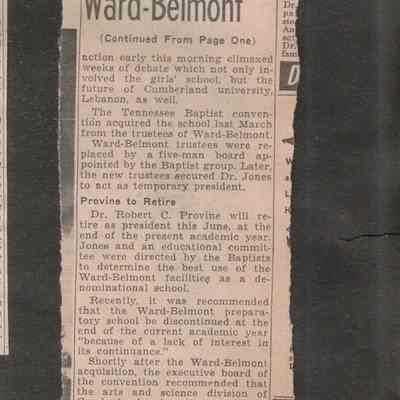 Ward-Belmont
(Continued From Page One)
action early this morning climaxed
weeks of debate which not only in-
volved the girls' school, but the
future of Cumberland university,
Lebanon, as well.
The Tennessee Baptist conven-
tion acquired the school last March
from the trustees of Ward-Belmont.
Ward-Belmont trustees were re-
placed by a five-man board ap-
pointed by the Baptist group. Later,
the new trustees secured Dr. Jones
to act as temporary president.
Provine to Retire
Dr. Robert C. Provine will re-
tire as president this June, at the
end of the present academic year.
Jones and an educational commit-
tee were directed by the Baptists
to determine the best use of the
Ward-Belmont facilities as a de-
nominational school.
Recently, it was recommended
that the Ward-Belmont prepara-
tory school be discontinued at the
end of the current academic year
"because of a lack of interest in
its continuance."
Shortly after the Ward-Belmont
acquisition, the executive board of
the convention recommended that
the arts and science division of